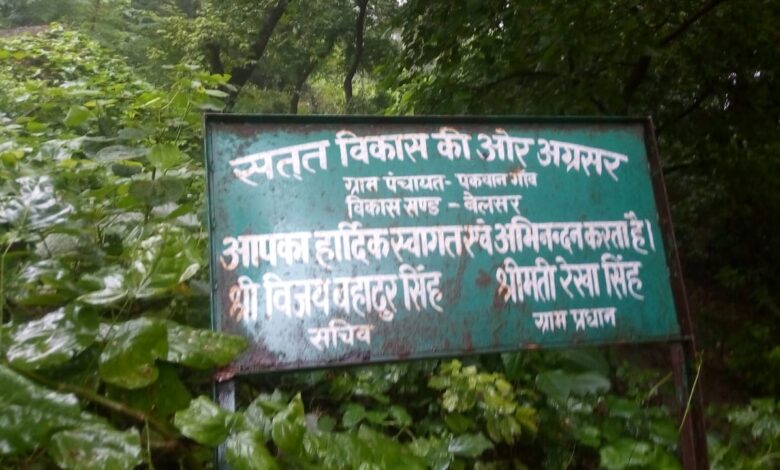 सतत विकास की ओर अग्रसर
ग्राम पंचायत- पकवान गाँव
विकास खण्ड - बेलसर
आपका हार्दिक स्वागत एवं अभिनन्दन करता है।
श्री विजय बहादुर सिंह श्रीमती रेखा सिंह
सचिव ग्राम प्रधान